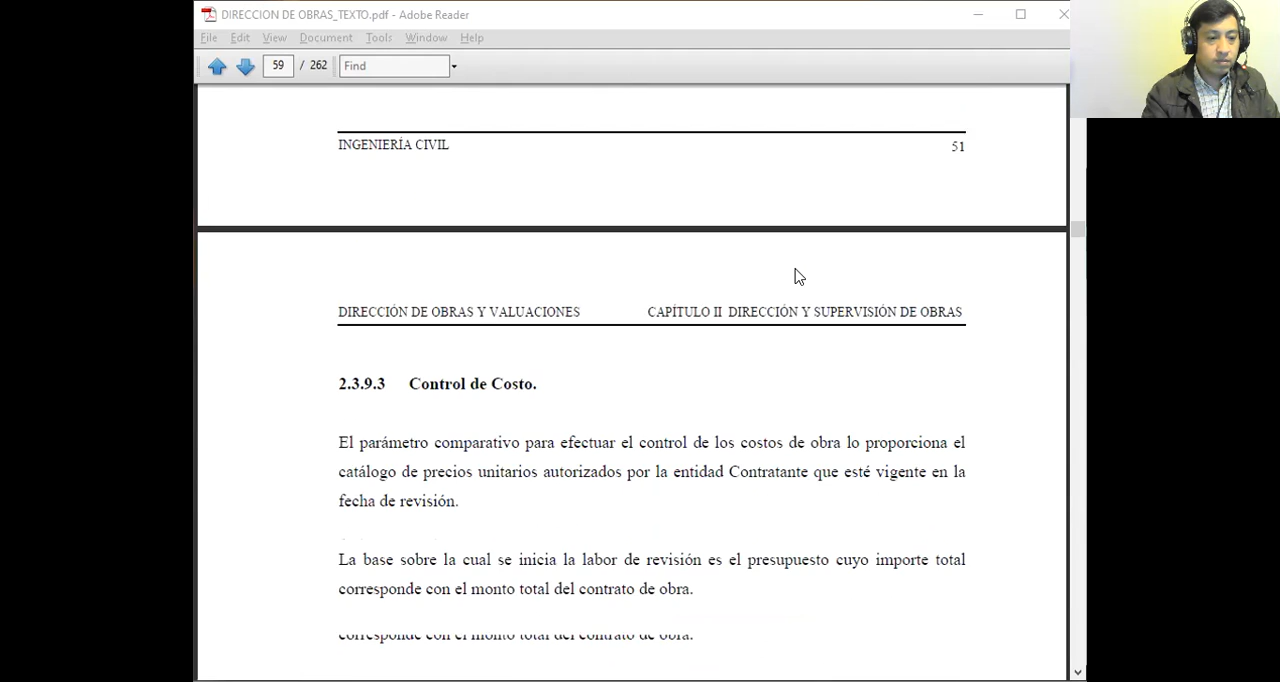 DIRECCION DE OBRAS_TEXTO.pdf - Adobe Reader
File Edit View Document Tools Window Help
59 / 262 Find
INGENIERÍA CIVIL 51
DIRECCIÓN DE OBRAS Y VALUACIONES CAPÍTULO II DIRECCIÓN Y SUPERVISIÓN DE OBRAS
2.3.9.3 Control de Costo.
El parámetro comparativo para efectuar el control de los costos de obra lo proporciona el
catálogo de precios unitarios autorizados por la entidad Contratante que esté vigente en la
fecha de revisión.
La base sobre la cual se inicia la labor de revisión es el presupuesto cuyo importe total
corresponde con el monto total del contrato de obra.
corresponde con el monto total del contrato de obra.